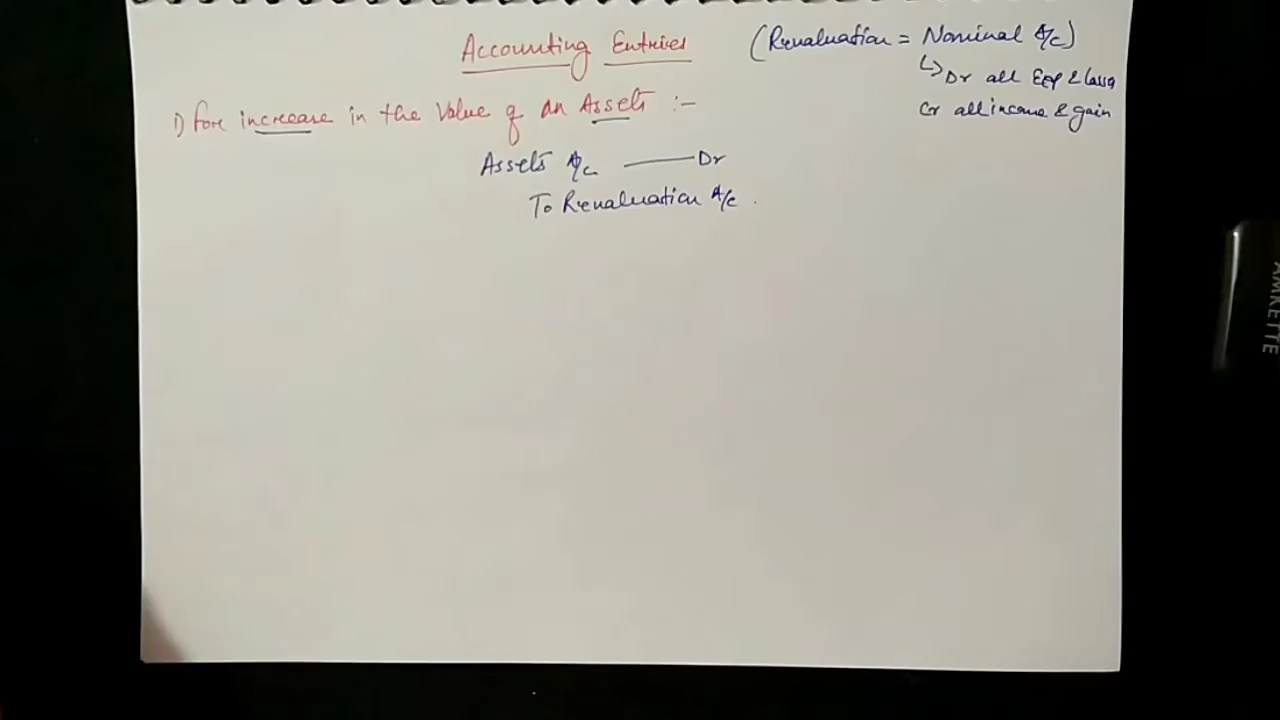 Accounting Entries
(Revaluation = Nominal A/c)
↳ Dr all Exp & Loss
Cr all income & gain
1) For increase in the Value of an Assets :-
Assets A/c —— Dr
To Revaluation A/c .
AMKETTE